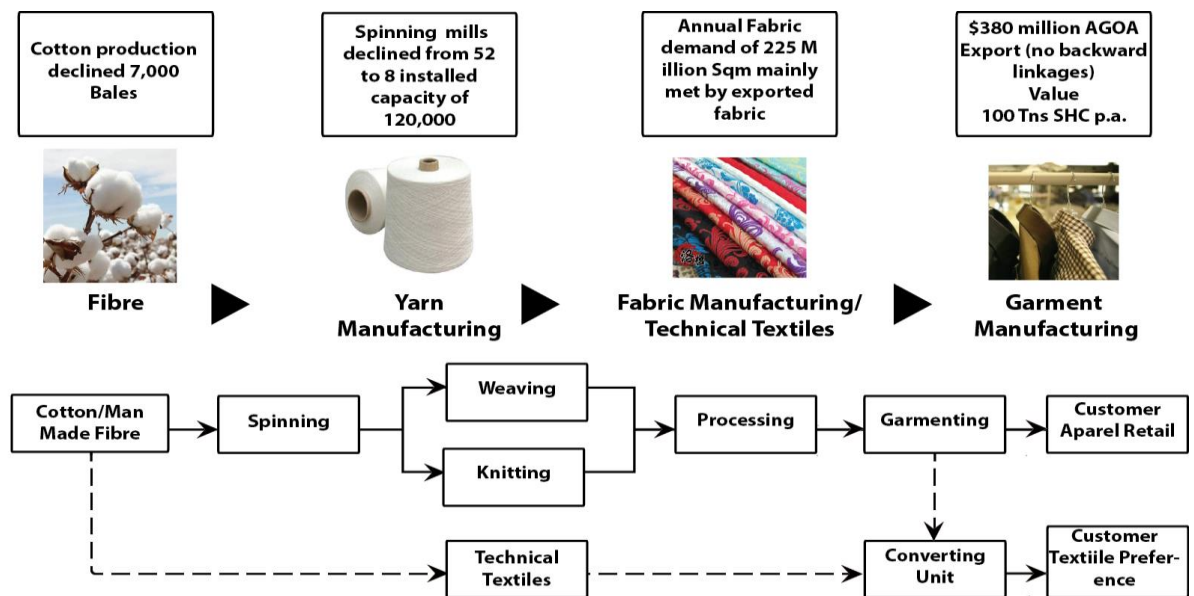 Cotton production
declined 7,000
Bales
Spinning mills
declined from 52
to 8 installed
capacity of
120,000
Annual Fabric
demand of 225 M
illion Sqm mainly
met by exported
fabric
$380 million AGOA
Export (no backward
linkages)
Value
100 Tns SHC p.a.
Fibre
Yarn
Manufacturing
Fabric Manufacturing/
Technical Textiles
Garment
Manufacturing
Cotton/Man
Made Fibre
Spinning
Weaving
Knitting
Processing
Garmenting
Customer
Aparel Retail
Technical
Textiles
Converting
Unit
Customer
Textiile Prefer-
ence